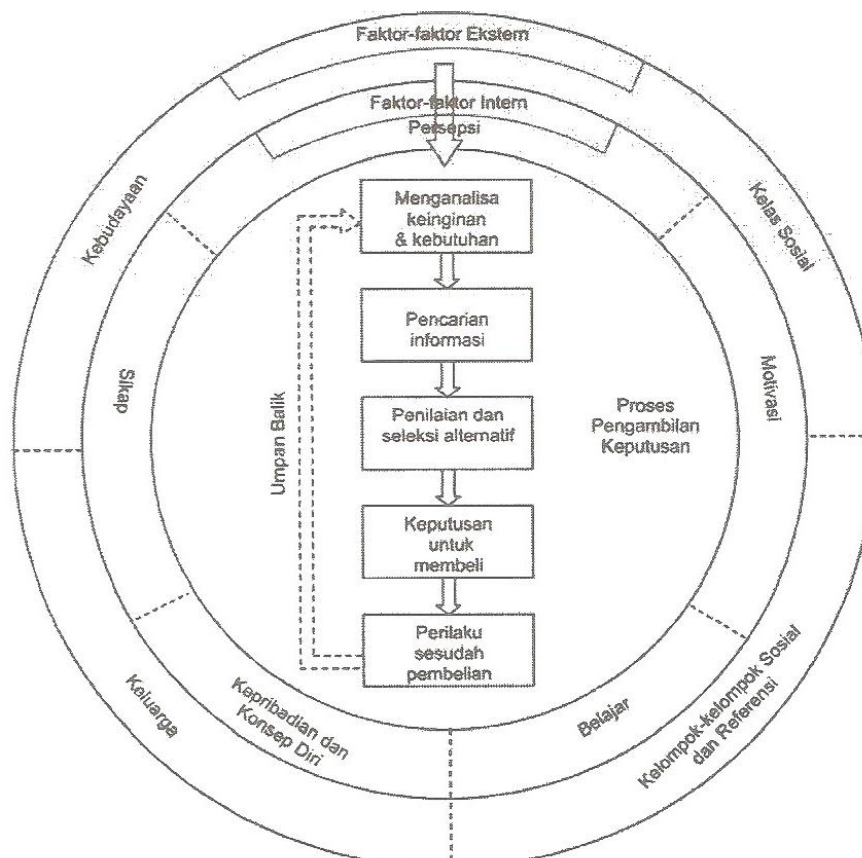 Faktor-faktor Ekstern
Faktor-faktor Intern
Persepsi
Kebudayaan
Kelas Sosial
Sikap
Motivasi
Menganalisa
keinginan
& kebutuhan
Pencarian
informasi
Penilaian dan
seleksi alternatif
Proses
Pengambilan
Keputusan
Umpan Balik
Keputusan
untuk
membeli
Perilaku
sesudah
pembelian
Keluarga
Kepribadian dan
Konsep Diri
Belajar
Kelompok-kelompok Sosial
dan Referensi